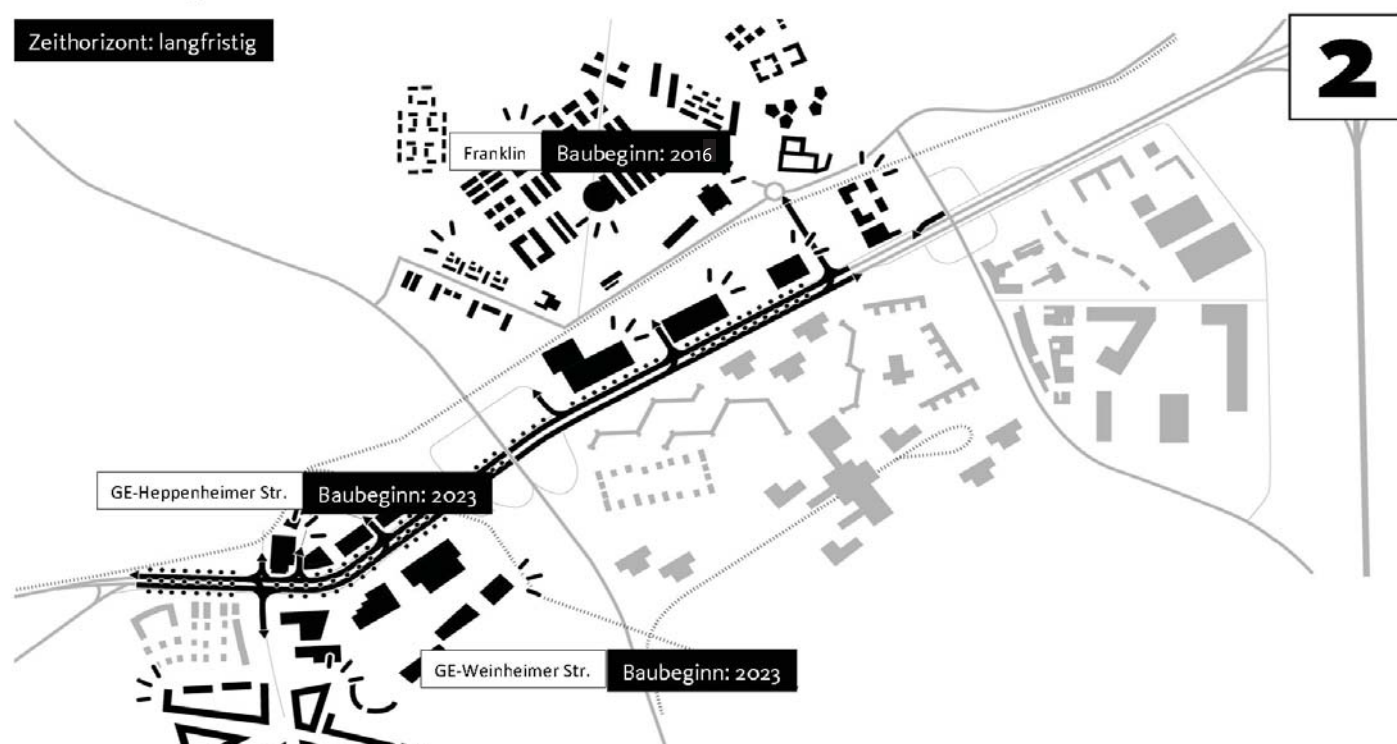 Zeithorizont: langfristig
2
Franklin
Baubeginn: 2016
GE-Heppenheimer Str.
Baubeginn: 2023
GE-Weinheimer Str.
Baubeginn: 2023